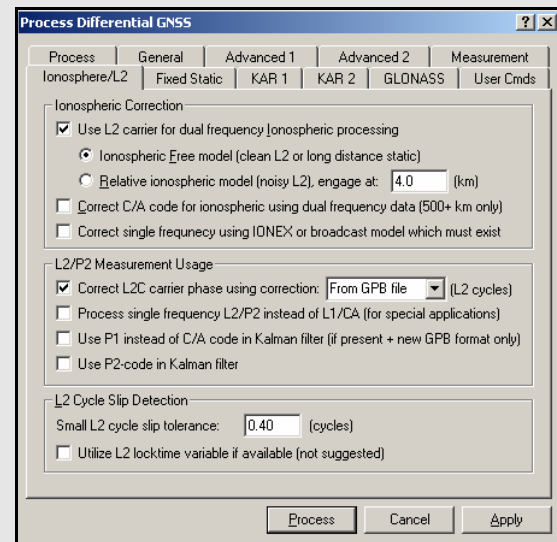 Process Differential GNSS
Process General Advanced 1 Advanced 2 Measurement
Ionosphere/L2 Fixed Static KAR 1 KAR 2 GLONASS User Cmds
Ionospheric Correction
Use L2 carrier for dual frequency Ionospheric processing
Ionospheric Free model (clean L2 or long distance static)
Relative ionospheric model (noisy L2), engage at: 4.0 (km)
Correct C/A code for ionospheric using dual frequency data (500+ km only)
Correct single frequnecy using IONEX or broadcast model which must exist
L2/P2 Measurement Usage
Correct L2C carrier phase using correction: From GPB file (L2 cycles)
Process single frequency L2/P2 instead of L1/CA (for special applications)
Use P1 instead of C/A code in Kalman filter (if present + new GPB format only)
Use P2-code in Kalman filter
L2 Cycle Slip Detection
Small L2 cycle slip tolerance: 0.40 (cycles)
Utilize L2 locktime variable if available (not suggested)
Process Cancel Apply